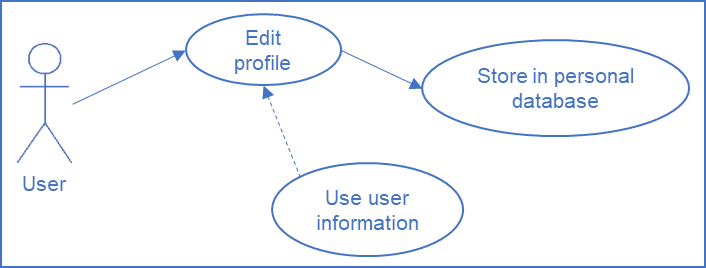 Edit
profile
Store in personal
database
User
Use user
information